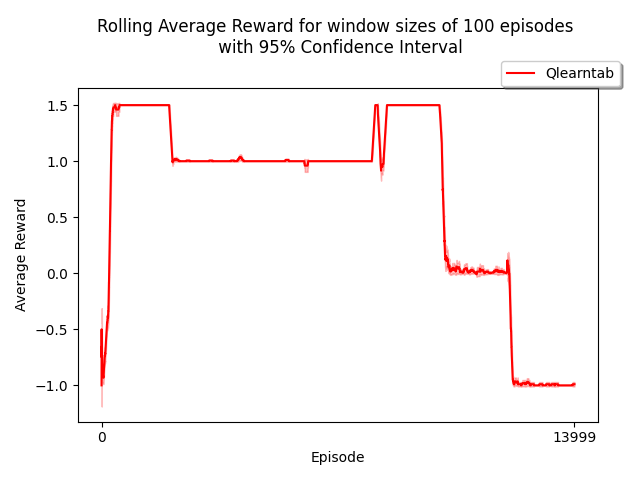 Rolling Average Reward for window sizes of 100 episodes
with 95% Confidence Interval
Qlearntab
1.5
1.0
0.5
0.0
−0.5
−1.0
Average Reward
0
13999
Episode